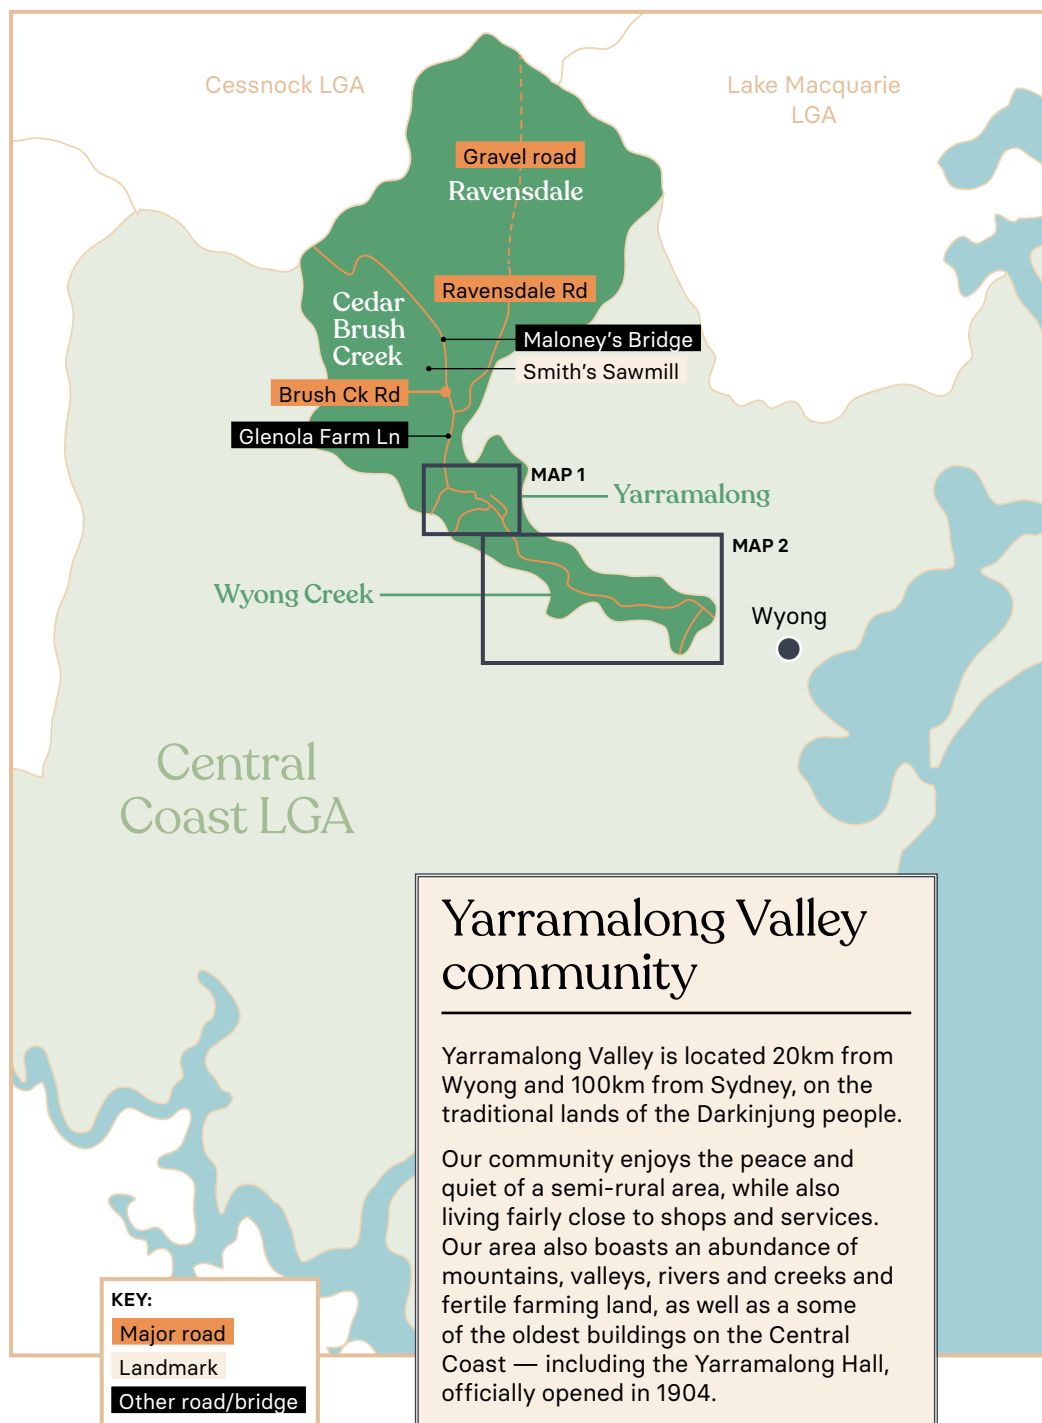 Cessnock LGA
Lake Macquarie
LGA
Gravel road
Ravensdale
Ravensdale Rd
Cedar
Brush
Creek
Maloney’s Bridge
Smith’s Sawmill
Brush Ck Rd
Glenola Farm Ln
MAP 1
Yarramalong
MAP 2
Wyong Creek
Wyong
Central
Coast LGA
Yarramalong Valley
community
Yarramalong Valley is located 20km from
Wyong and 100km from Sydney, on the
traditional lands of the Darkinjung people.
Our community enjoys the peace and
quiet of a semi-rural area, while also
living fairly close to shops and services.
Our area also boasts an abundance of
mountains, valleys, rivers and creeks and
fertile farming land, as well as a some
of the oldest buildings on the Central
Coast — including the Yarramalong Hall,
officially opened in 1904.
KEY:
Major road
Landmark
Other road/bridge